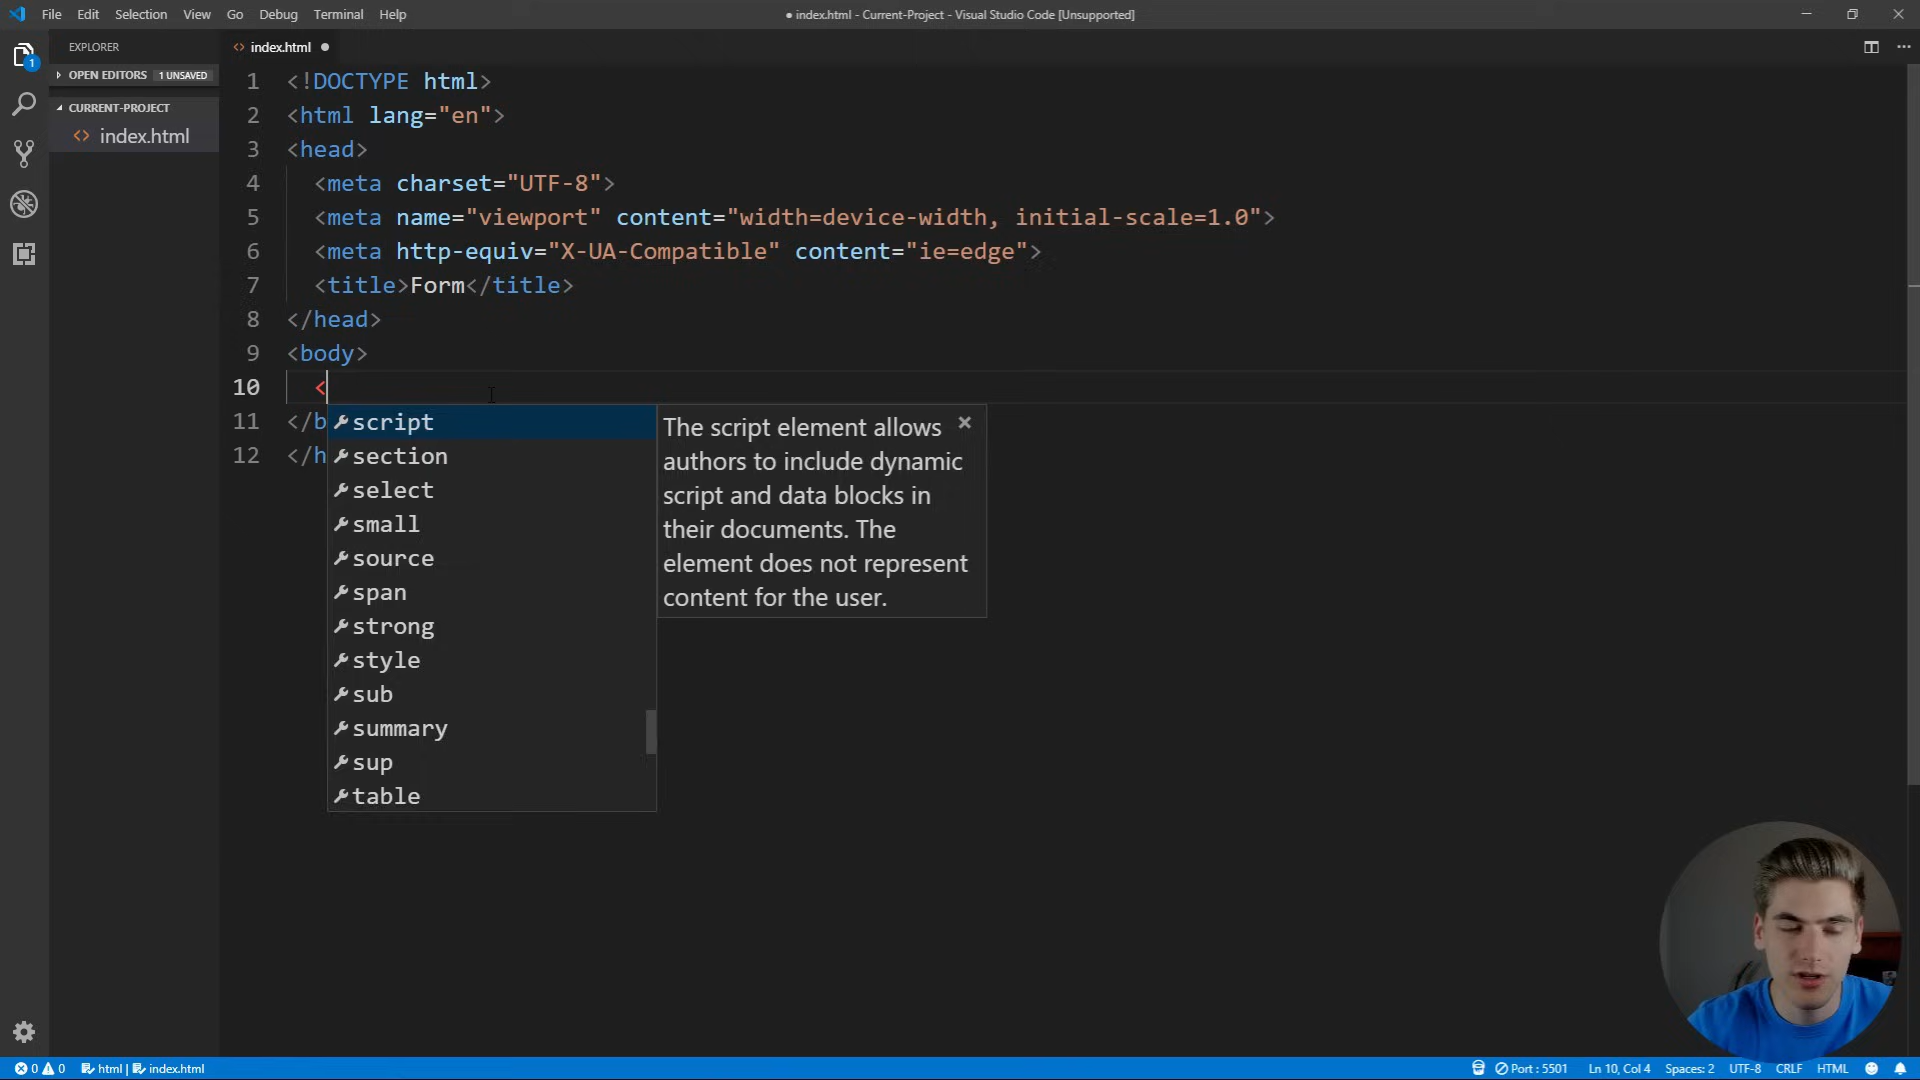 File Edit Selection View Go Debug Terminal Help
● index.html - Current-Project - Visual Studio Code [Unsupported]
EXPLORER
index.html
OPEN EDITORS 1 UNSAVED
CURRENT-PROJECT
index.html
1
1 <!DOCTYPE html>
2 <html lang="en">
3 <head>
4 <meta charset="UTF-8">
5 <meta name="viewport" content="width=device-width, initial-scale=1.0">
6 <meta http-equiv="X-UA-Compatible" content="ie=edge">
7 <title>Form</title>
8 </head>
9 <body>
10 <
11 </b
12 </h
script
section
select
small
source
span
strong
style
sub
summary
sup
table
The script element allows
authors to include dynamic
script and data blocks in
their documents. The
element does not represent
content for the user.
0 0 html | index.html
Port : 5501 Ln 10, Col 4 Spaces: 2 UTF-8 CRLF HTML